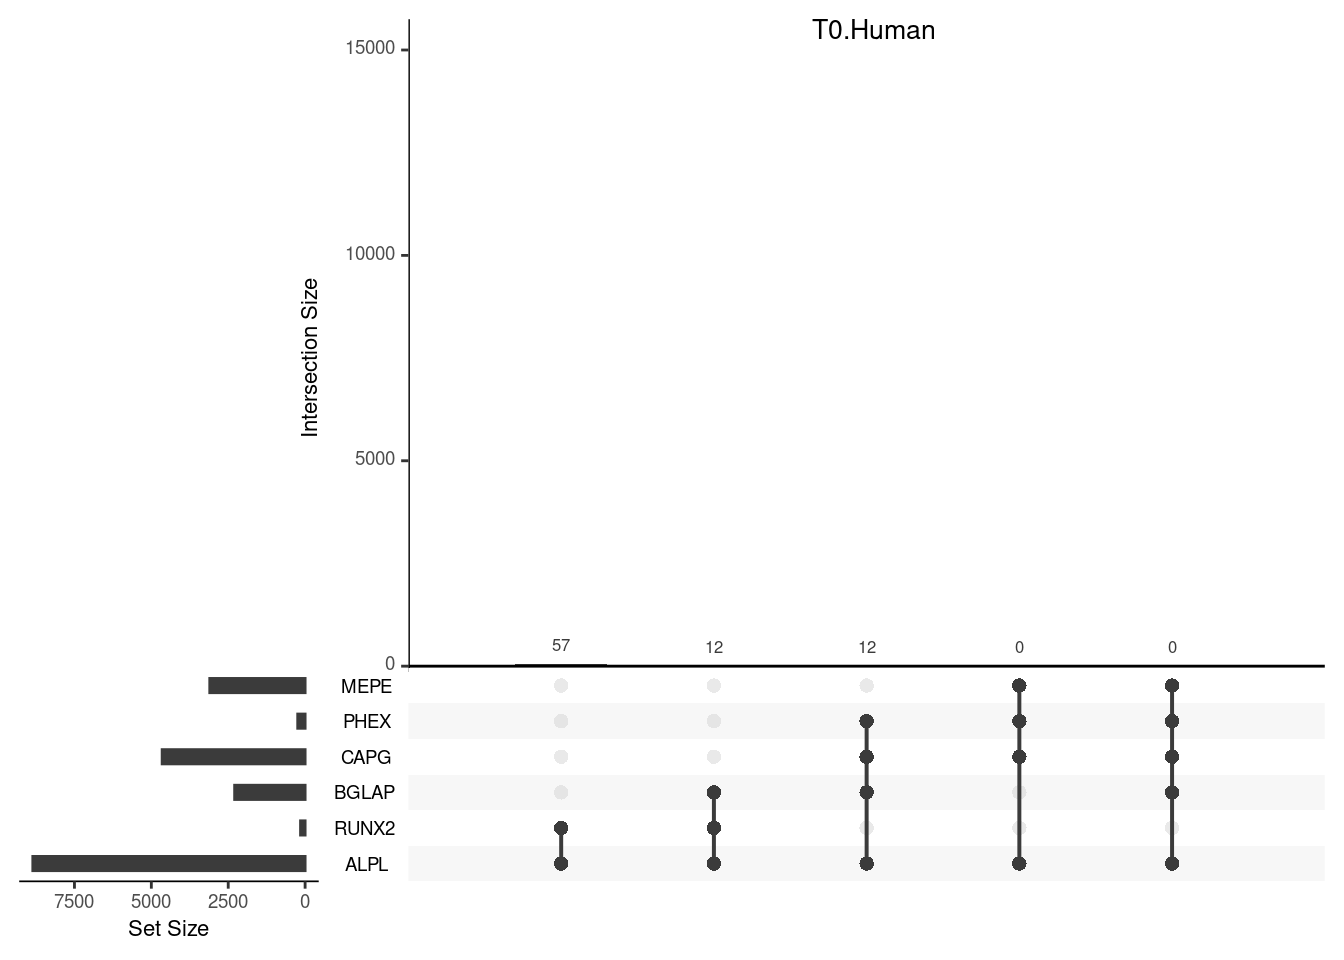 T0.Human
15000
10000
5000
0
Intersection Size
57 12 12 0 0
MEPE
PHEX
CAPG
BGLAP
RUNX2
ALPL
7500 5000 2500 0
Set Size